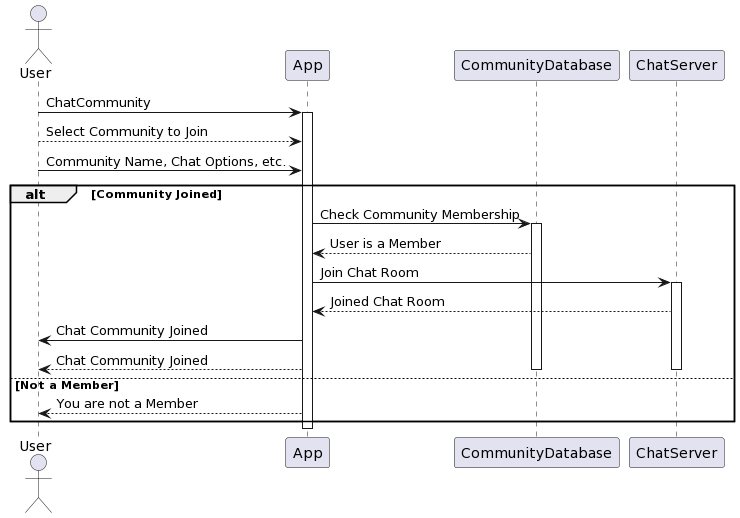 User
App
CommunityDatabase
ChatServer
ChatCommunity
Select Community to Join
Community Name, Chat Options, etc.
alt
[Community Joined]
Check Community Membership
User is a Member
Join Chat Room
Joined Chat Room
Chat Community Joined
Chat Community Joined
[Not a Member]
You are not a Member
User
App
CommunityDatabase
ChatServer